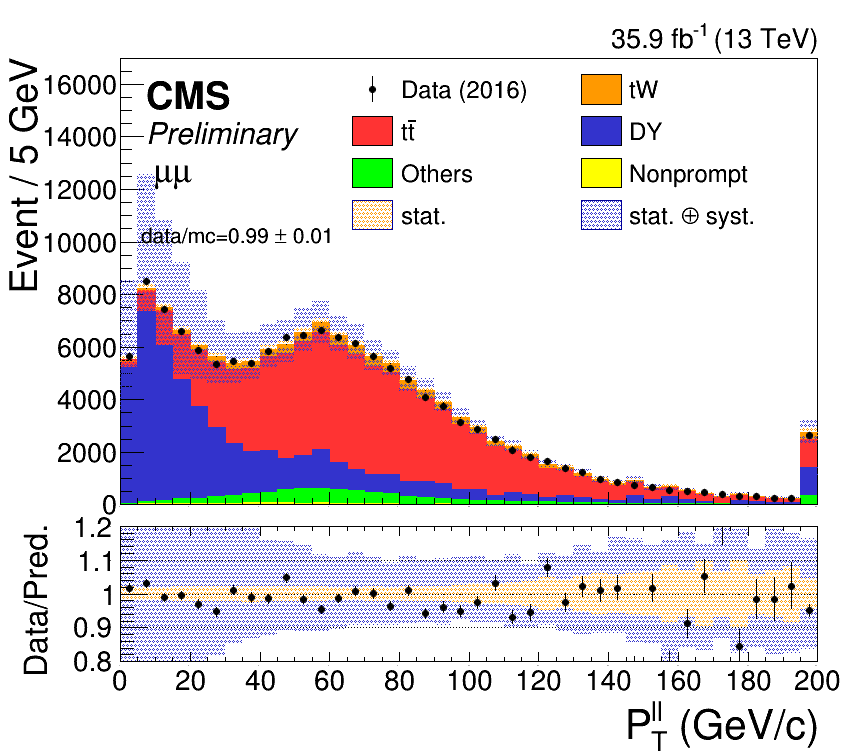 35.9 fb⁻¹ (13 TeV)
Event / 5 GeV
16000
14000
12000
10000
8000
6000
4000
2000
0
CMS
Preliminary
μμ
data/mc=0.99 ± 0.01
Data (2016)
tW
tt̄
DY
Others
Nonprompt
stat.
stat. ⊕ syst.
Data/Pred.
1.2
1.1
1
0.9
0.8
0 20 40 60 80 100 120 140 160 180 200
P_T^ll (GeV/c)